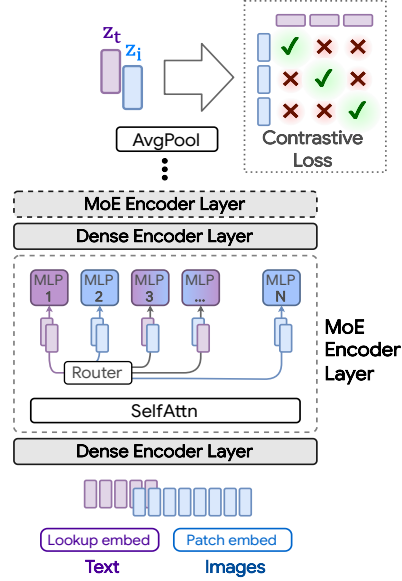 z_t
z_i
Contrastive
Loss
AvgPool
MoE Encoder Layer
Dense Encoder Layer
MLP
1
MLP
2
MLP
3
MLP
...
MLP
N
Router
SelfAttn
MoE
Encoder
Layer
Dense Encoder Layer
Lookup embed
Patch embed
Text
Images